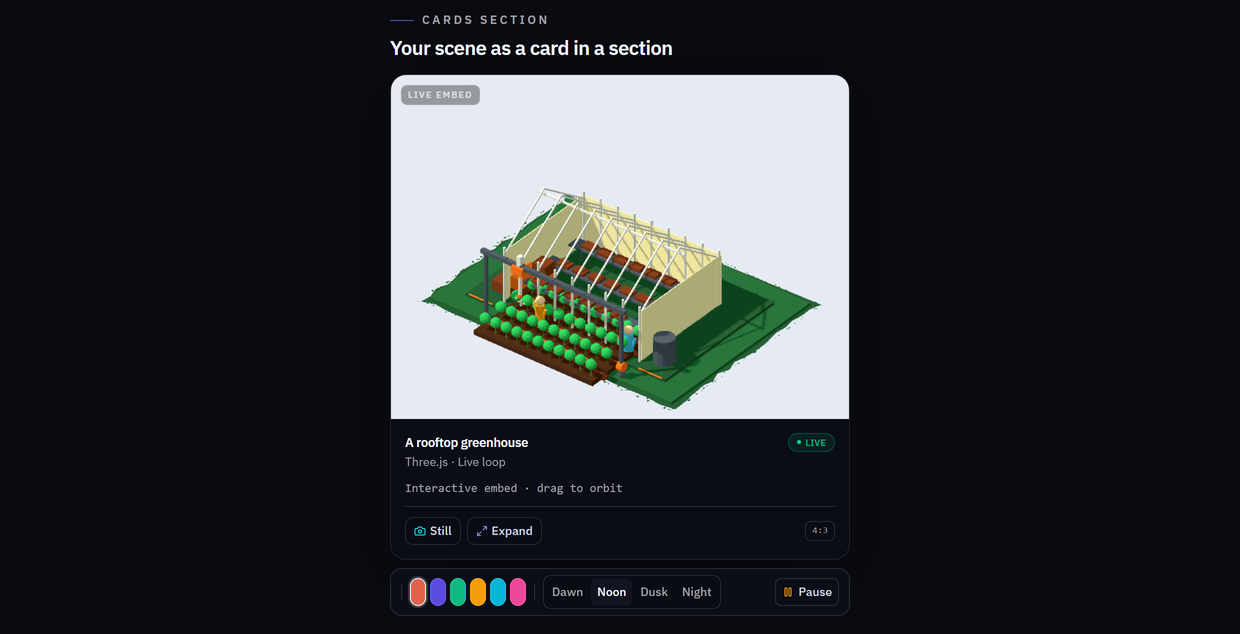 CARDS SECTION
Your scene as a card in a section
LIVE EMBED
A rooftop greenhouse
LIVE
Three.js · Live loop
Interactive embed · drag to orbit
Still
Expand
4:3
Dawn
Noon
Dusk
Night
Pause